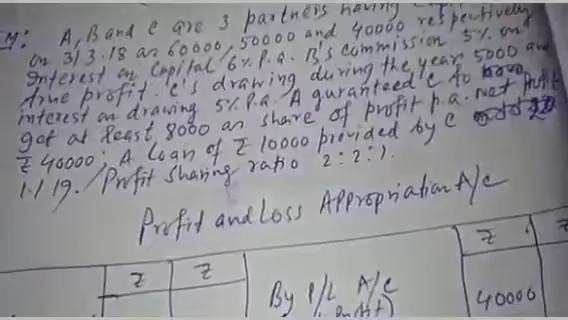 A, B and C are 3 partners having
on 31.3.18 as 60000, 50000 and 40000 respectively
Interest on Capital 6% P.a. B's commission 5% on
true profit. C's drawing during the year 5000 and
interest on drawing 5% P.a. A guranteed C to
get at least 8000 as share of profit p.a. net profit
₹ 40000, A loan of ₹ 10000 provided by C
1.1.19. Profit sharing ratio 2:2:1.
Profit and Loss Appropriation A/c
₹ ₹ ₹ ₹
By P/L A/c 40000